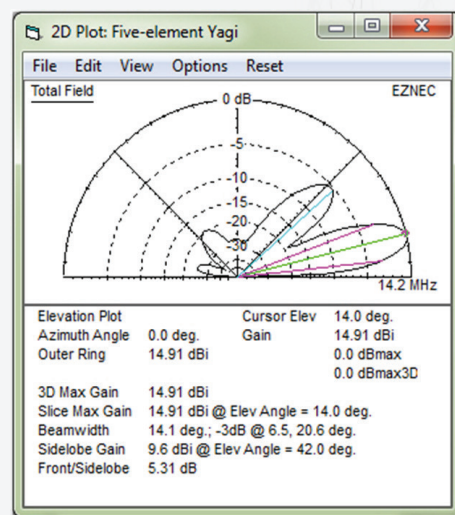 2D Plot: Five-element Yagi
File Edit View Options Reset
Total Field 0 dB EZNEC
-5
-10
-15
-20
-30
14.2 MHz
Elevation Plot Cursor Elev 14.0 deg.
Azimuth Angle 0.0 deg. Gain 14.91 dBi
Outer Ring 14.91 dBi 0.0 dBmax
0.0 dBmax3D
3D Max Gain 14.91 dBi
Slice Max Gain 14.91 dBi @ Elev Angle = 14.0 deg.
Beamwidth 14.1 deg.; -3dB @ 6.5, 20.6 deg.
Sidelobe Gain 9.6 dBi @ Elev Angle = 42.0 deg.
Front/Sidelobe 5.31 dB